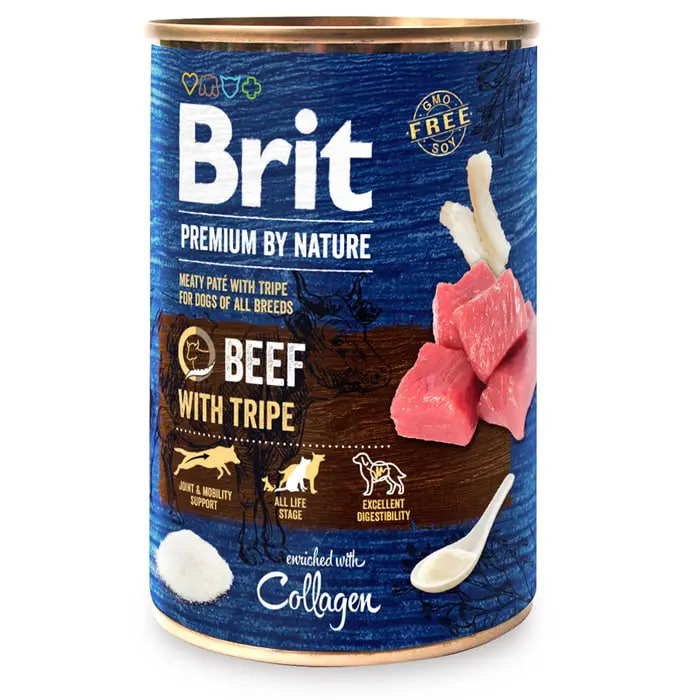 Brit
GMO
FREE
SOY
PREMIUM BY NATURE
MEATY PATÉ WITH TRIPE
FOR DOGS OF ALL BREEDS
BEEF
WITH TRIPE
JOINT & MOBILITY
SUPPORT
ALL LIFE
STAGE
EXCELLENT
DIGESTIBILITY
enriched with
Collagen